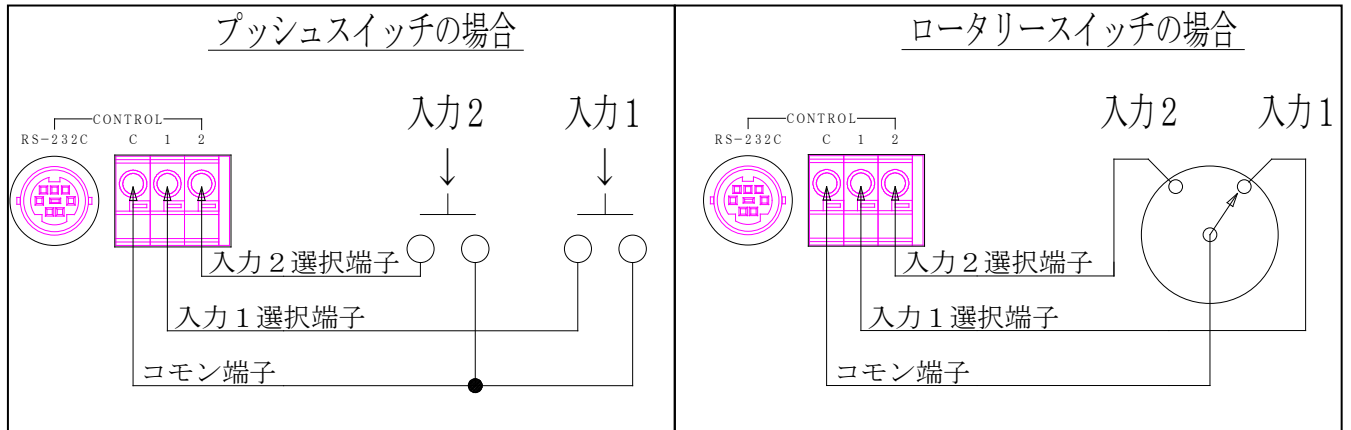 プッシュスイッチの場合
CONTROL
RS-232C C 1 2
入力2 入力1
入力2選択端子
入力1選択端子
コモン端子
ロータリースイッチの場合
CONTROL
RS-232C C 1 2
入力2 入力1
入力2選択端子
入力1選択端子
コモン端子